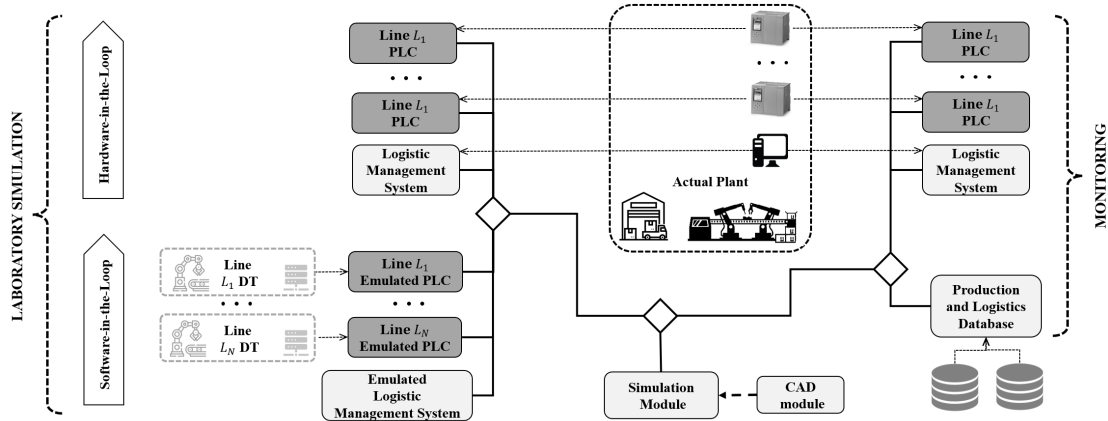 LABORATORY SIMULATION
Hardware-in-the-Loop
Software-in-the-Loop
Line L₁
PLC
• • •
Line L₁
PLC
Logistic
Management
System
Line
L₁ DT
• • •
Line
L_N DT
Line L₁
Emulated PLC
• • •
Line L_N
Emulated PLC
Emulated
Logistic
Management System
• • •
Actual Plant
Simulation
Module
CAD
module
Line L₁
PLC
• • •
Line L₁
PLC
Logistic
Management
System
Production
and Logistics
Database
MONITORING